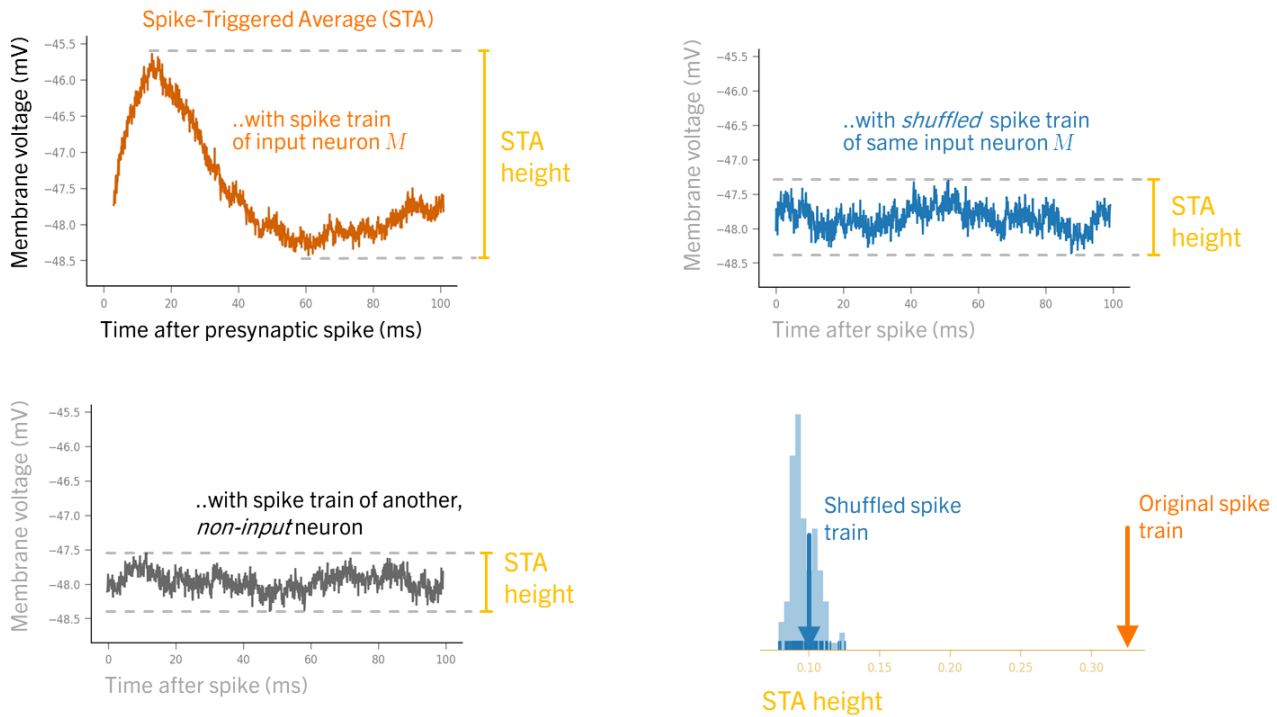 Spike-Triggered Average (STA)
Membrane voltage (mV)
−45.5
−46.0
−46.5
−47.0
−47.5
−48.0
−48.5
..with spike train
of input neuron M
STA
height
0 20 40 60 80 100
Time after presynaptic spike (ms)
Membrane voltage (mV)
−45.5
−46.0
−46.5
−47.0
−47.5
−48.0
−48.5
..with shuffled spike train
of same input neuron M
STA
height
0 20 40 60 80 100
Time after spike (ms)
Membrane voltage (mV)
−45.5
−46.0
−46.5
−47.0
−47.5
−48.0
−48.5
..with spike train of another,
non-input neuron
STA
height
0 20 40 60 80 100
Time after spike (ms)
Shuffled spike
train
Original spike
train
0.10 0.15 0.20 0.25 0.30
STA height